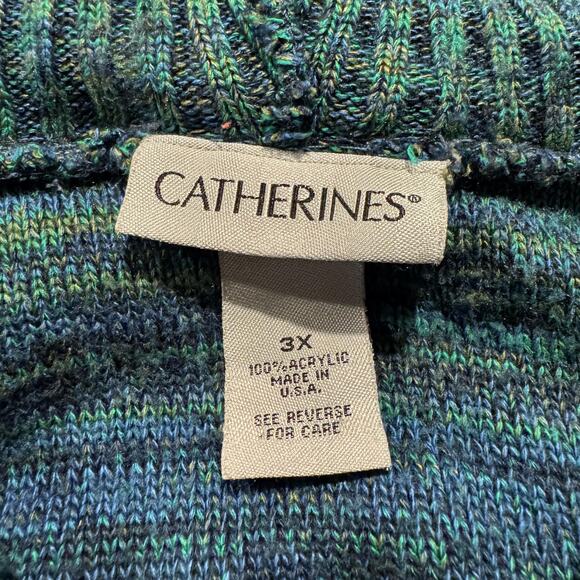 CATHERINES®
3X
100% ACRYLIC
MADE IN
U.S.A.
SEE REVERSE
FOR CARE